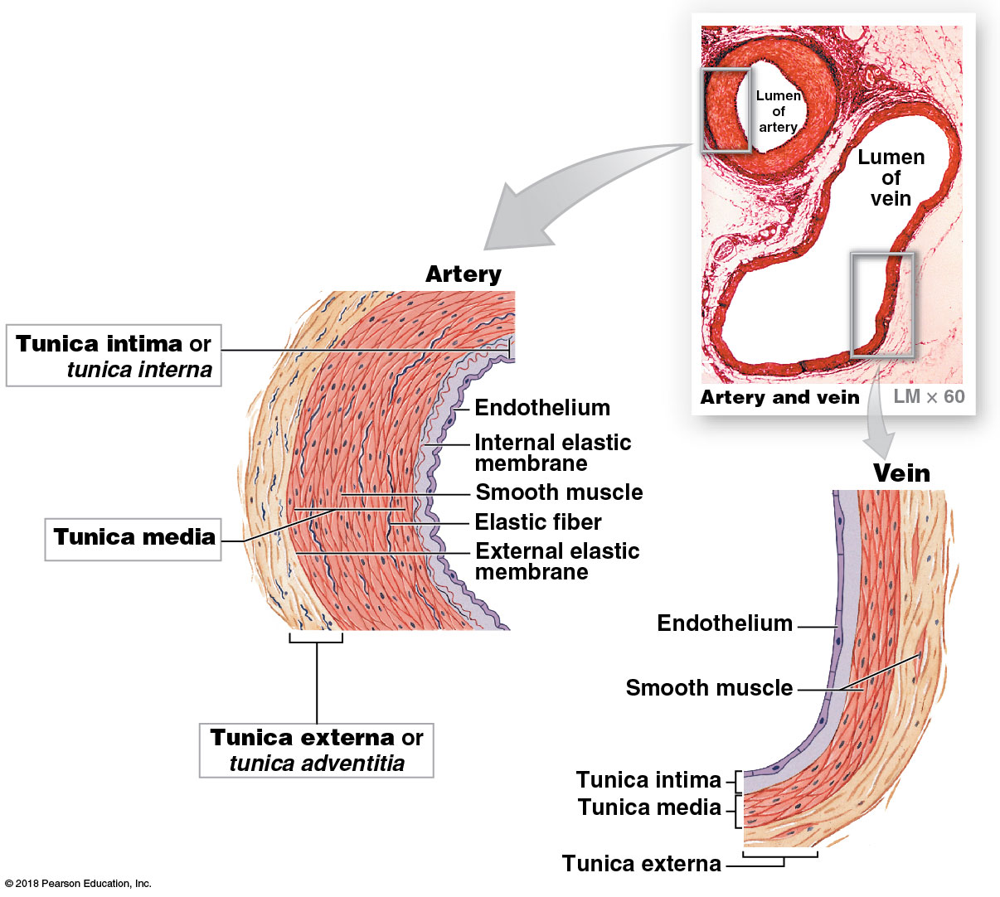 Lumen
of
artery
Lumen
of
vein
Artery and vein
LM × 60
Artery
Tunica intima or
tunica interna
Endothelium
Internal elastic
membrane
Smooth muscle
Elastic fiber
External elastic
membrane
Tunica media
Tunica externa or
tunica adventitia
Vein
Endothelium
Smooth muscle
Tunica intima
Tunica media
Tunica externa
© 2018 Pearson Education, Inc.